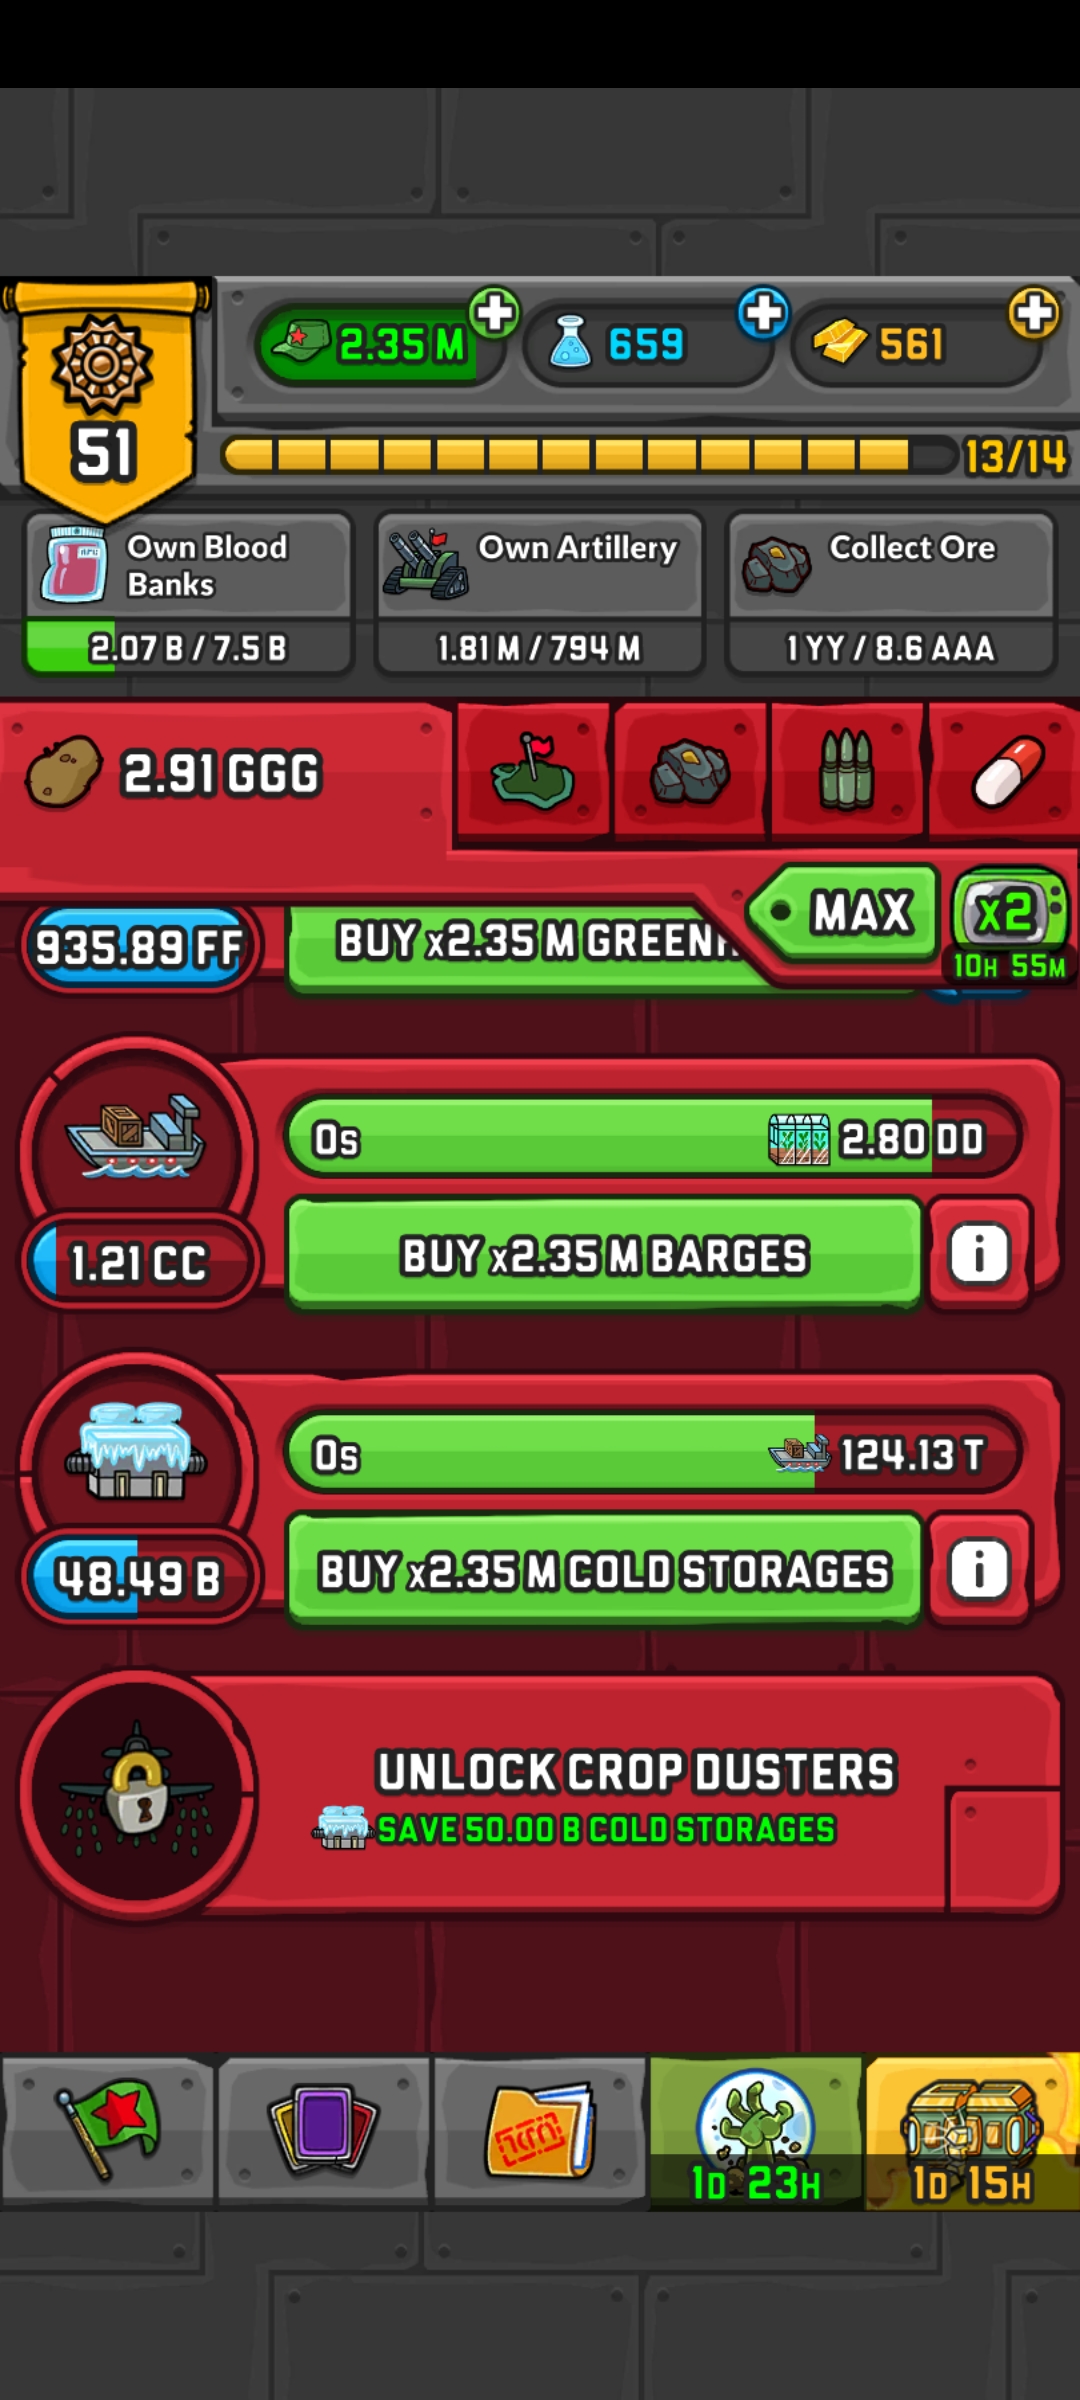 2.35 M
659
561
51
13/14
Own Blood
Banks
2.07 B / 7.5 B
Own Artillery
1.81 M / 794 M
Collect Ore
1 YY / 8.6 AAA
2.91 GGG
MAX
x2
10H 55M
935.89 FF
BUY x2.35 M GREENH
0s
2.80 DD
1.21 CC
BUY x2.35 M BARGES
i
0s
124.13 T
48.49 B
BUY x2.35 M COLD STORAGES
i
UNLOCK CROP DUSTERS
SAVE 50.00 B COLD STORAGES
1D 23H
1D 15H